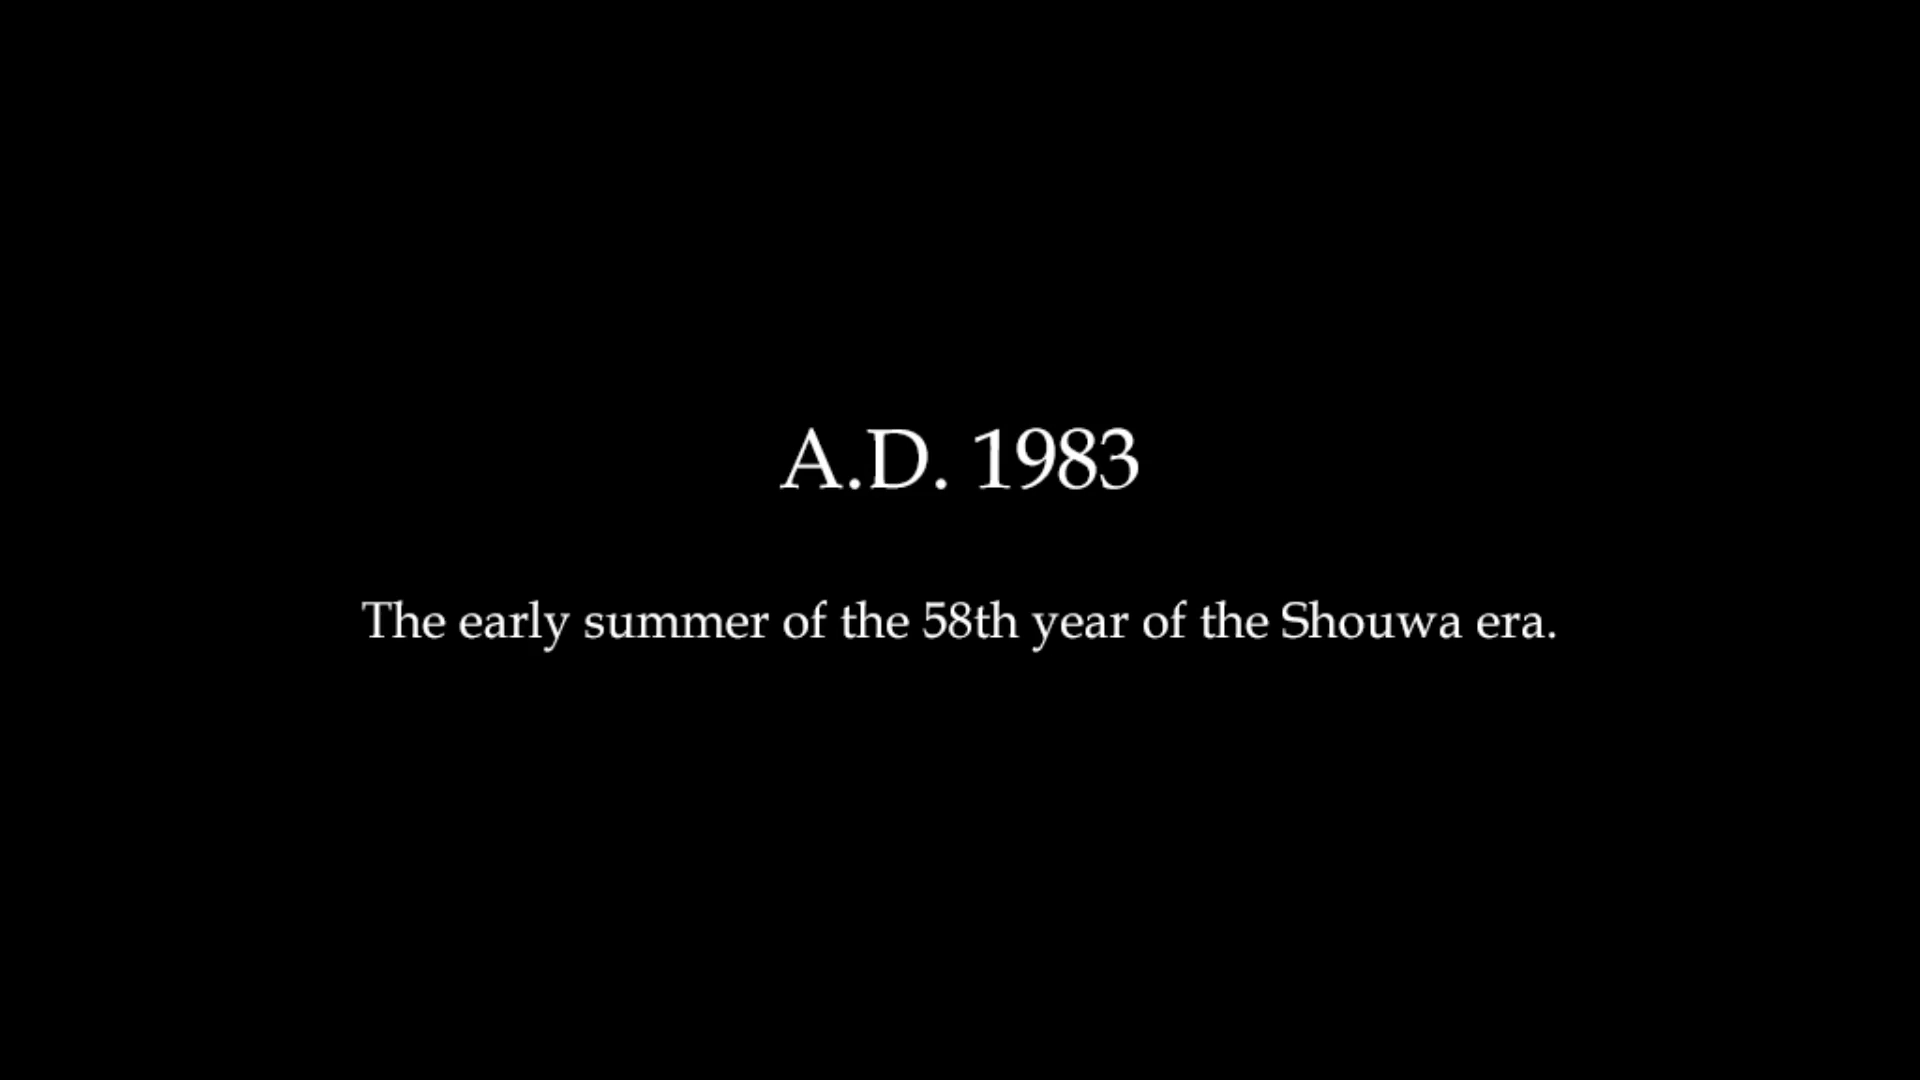 A.D. 1983
The early summer of the 58th year of the Shouwa era.